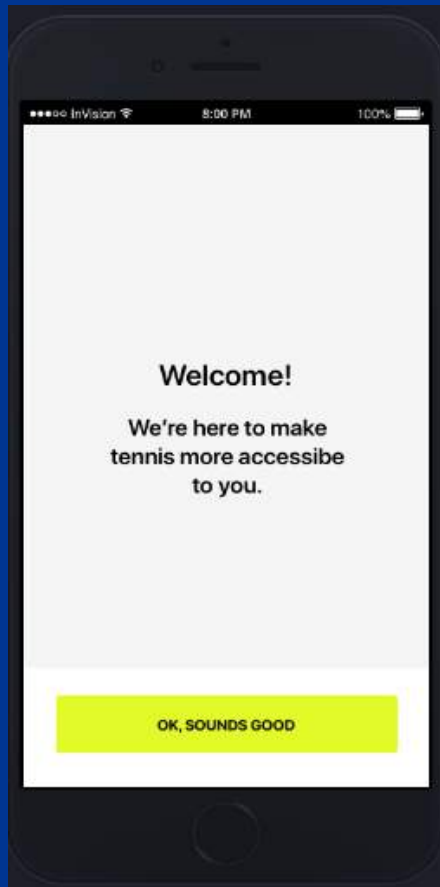 ●●●○○ InVision 8:00 PM 100%
Welcome!
We're here to make
tennis more accessibe
to you.
OK, SOUNDS GOOD